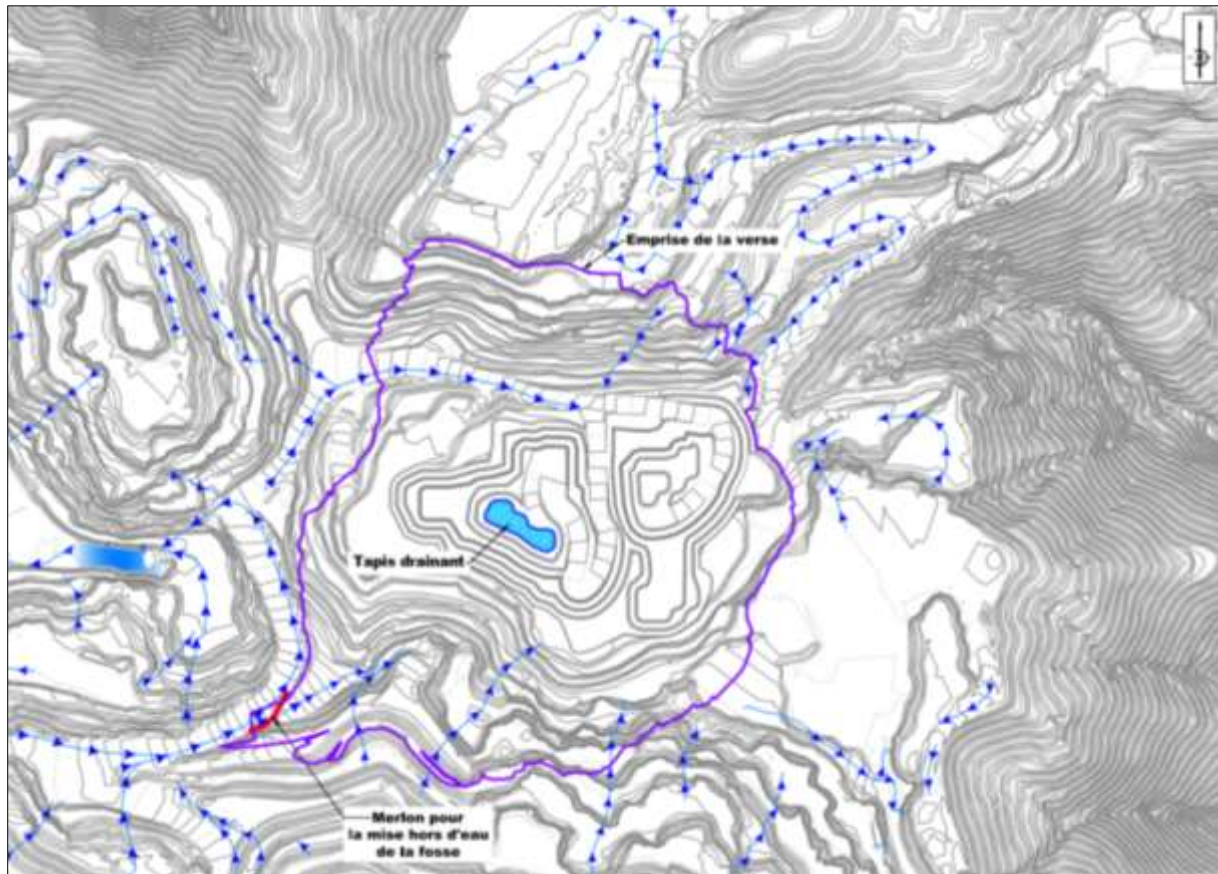 Emprise de la verse
Tapis drainant
Merlon pour
la mise hors d'eau
de la fosse